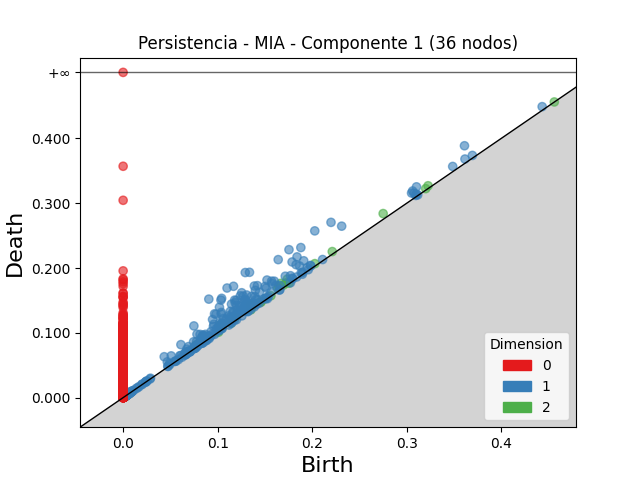 Persistencia - MIA - Componente 1 (36 nodos)
+∞
0.400
0.300
0.200
0.100
0.000
Death
Dimension
0
1
2
0.0 0.1 0.2 0.3 0.4
Birth